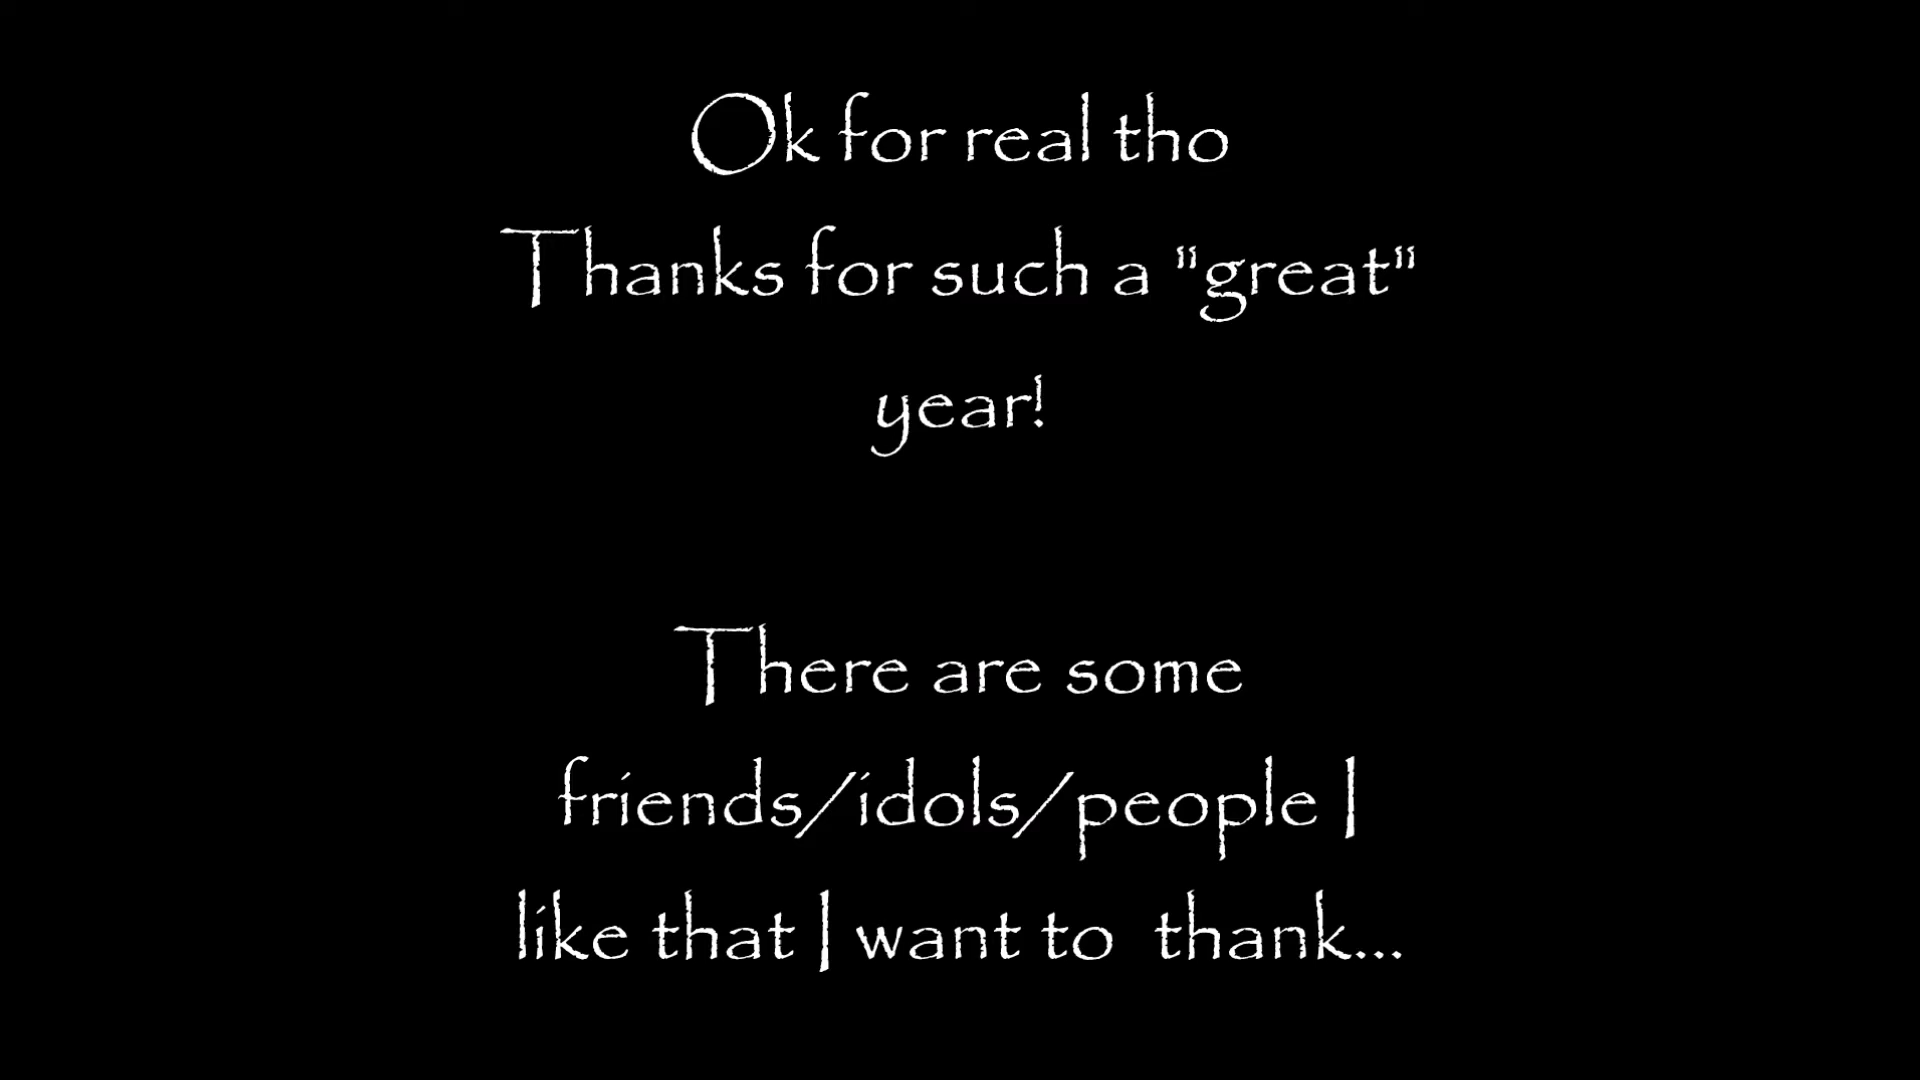 Ok for real tho
Thanks for such a "great"
year!
There are some
friends/idols/people I
like that I want to  thank...